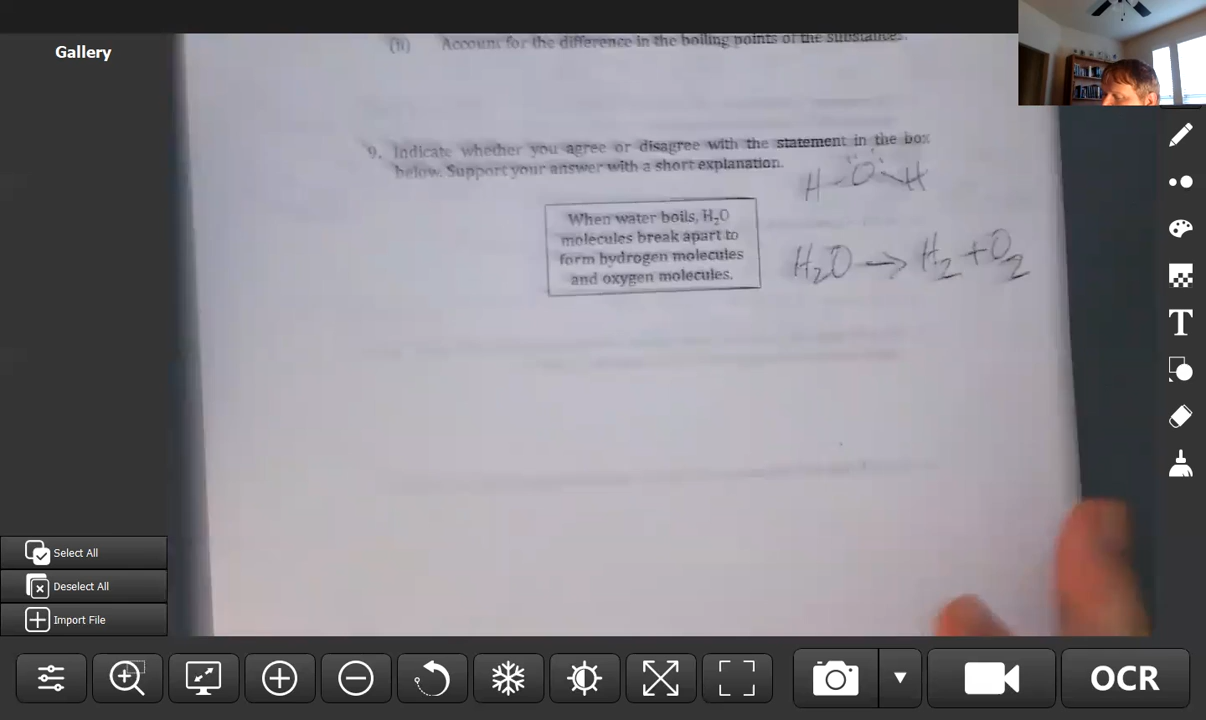 Gallery
(ii) Account for the difference in the boiling points of the substances.
9. Indicate whether you agree or disagree with the statement in the box
below. Support your answer with a short explanation.
H-O-H
When water boils, H₂O
molecules break apart to
form hydrogen molecules
and oxygen molecules.
H₂O → H₂ + O₂
Select All
Deselect All
Import File
T
OCR